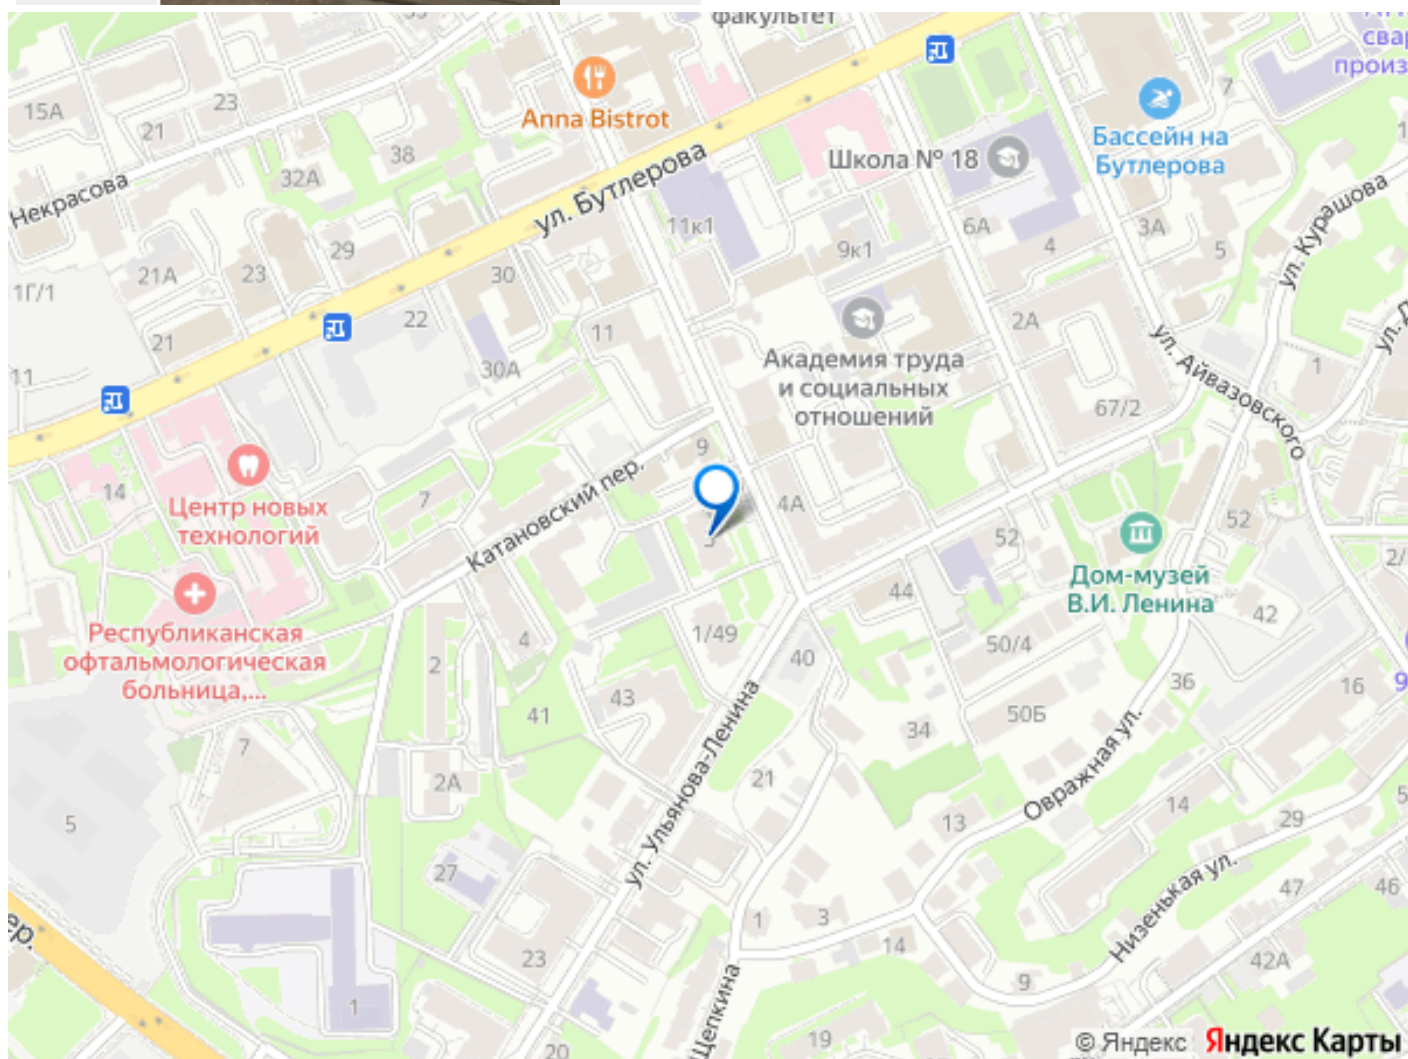 факультет
15А
23
21
Anna Bistrot
38
32А
Некрасова
ул. Бутлерова
Школа № 18
7
Бассейн на
Бутлерова
ул. Курашова
29
21А
23
1Г/1
30
22
21
11
11к1
9к1
6А
4
3А
5
30А
11
2А
Академия труда
и социальных
отношений
ул. Айвазовского
1
67/2
14
Центр новых
технологий
7
Катановский пер.
9
4А
52
52
44
Дом-музей
В.И. Ленина
42
Республиканская
офтальмологическая
больница,...
2
4
1/49
40
50/4
36
16
41
43
50Б
34
7
2А
5
ул. Ульянова-Ленина
21
Овражная ул.
13
14
29
27
47
46
Низенькая ул.
3
1
14
23
9
42А
1
Щепкина
19
20
© Яндекс Яндекс Карты